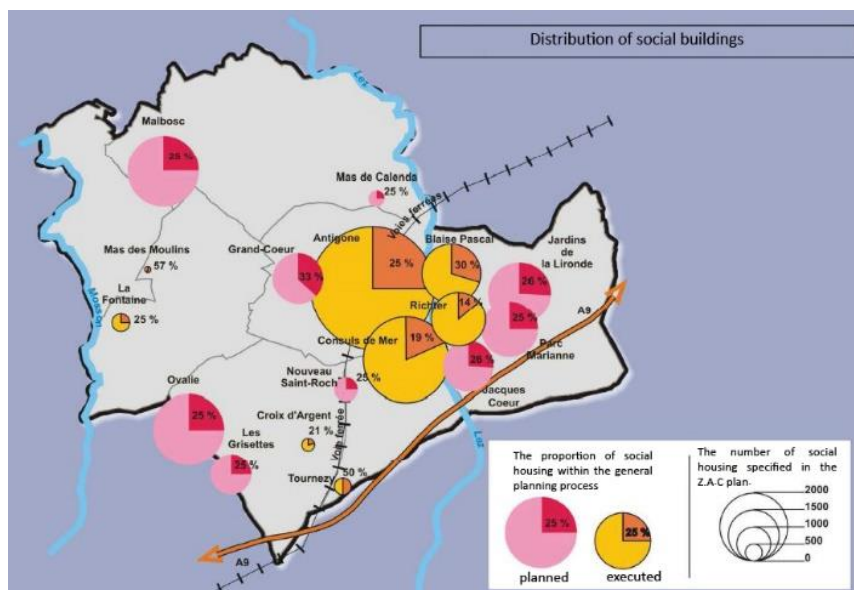 Distribution of social buildings
Lez
Malbosc
25 %
Mas de Calenda
25 %
Voies ferrées
Mas des Moulins
57 %
La
Fontaine
25 %
Mosson
Grand-Coeur
33 %
Antigone
25 %
Blaise Pascal
30 %
Jardins
de
la Lironde
26 %
Richter
14 %
25 %
Parc
Marianne
A9
Consuls de Mer
19 %
26 %
Jacques
Coeur
Nouveau
Saint-Roch
25 %
Ovalie
25 %
Les
Grisettes
25 %
Croix d'Argent
21 %
Voie ferrée
Tournezy
50 %
Lez
A9
The proportion of social
housing within the general
planning process
25 %
planned
25 %
executed
The number of social
housing specified in the
Z.A.C plan.
2000
1500
1000
500
0